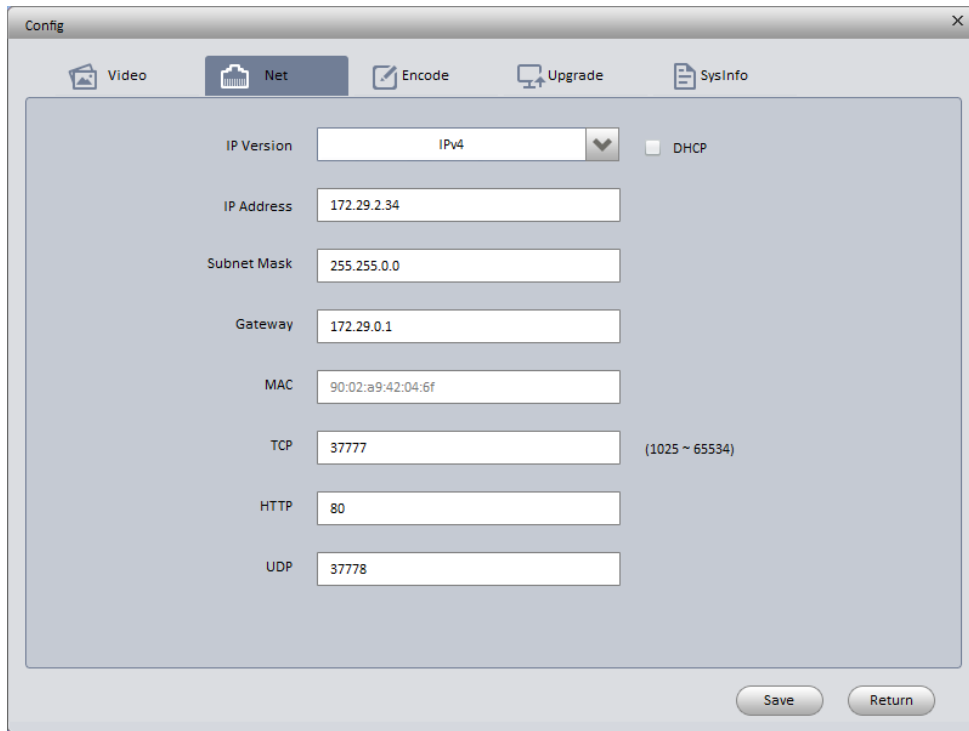 Config
Video Net Encode Upgrade SysInfo
IP Version IPv4 DHCP
IP Address 172.29.2.34
Subnet Mask 255.255.0.0
Gateway 172.29.0.1
MAC 90:02:a9:42:04:6f
TCP 37777 (1025 ~ 65534)
HTTP 80
UDP 37778
Save Return